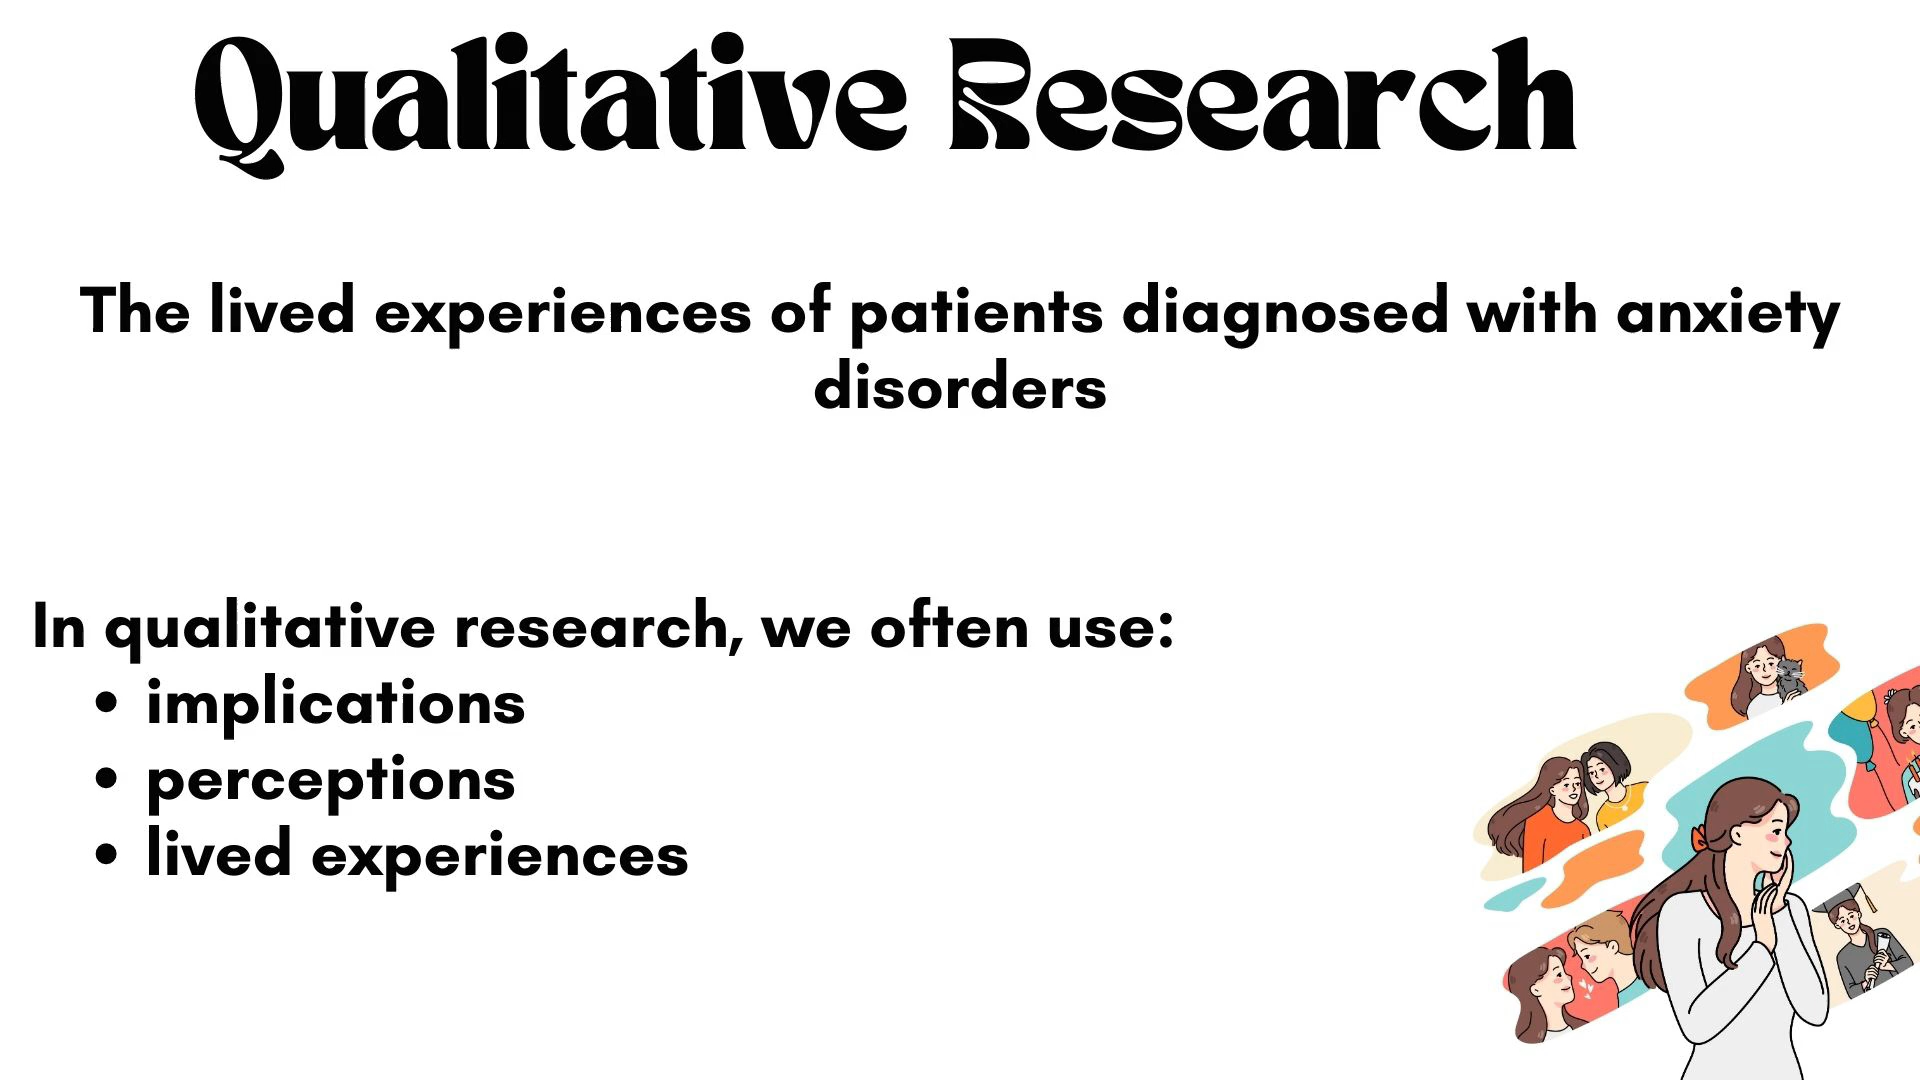 Qualitative Research
The lived experiences of patients diagnosed with anxiety
disorders
In qualitative research, we often use:
• implications
• perceptions
• lived experiences